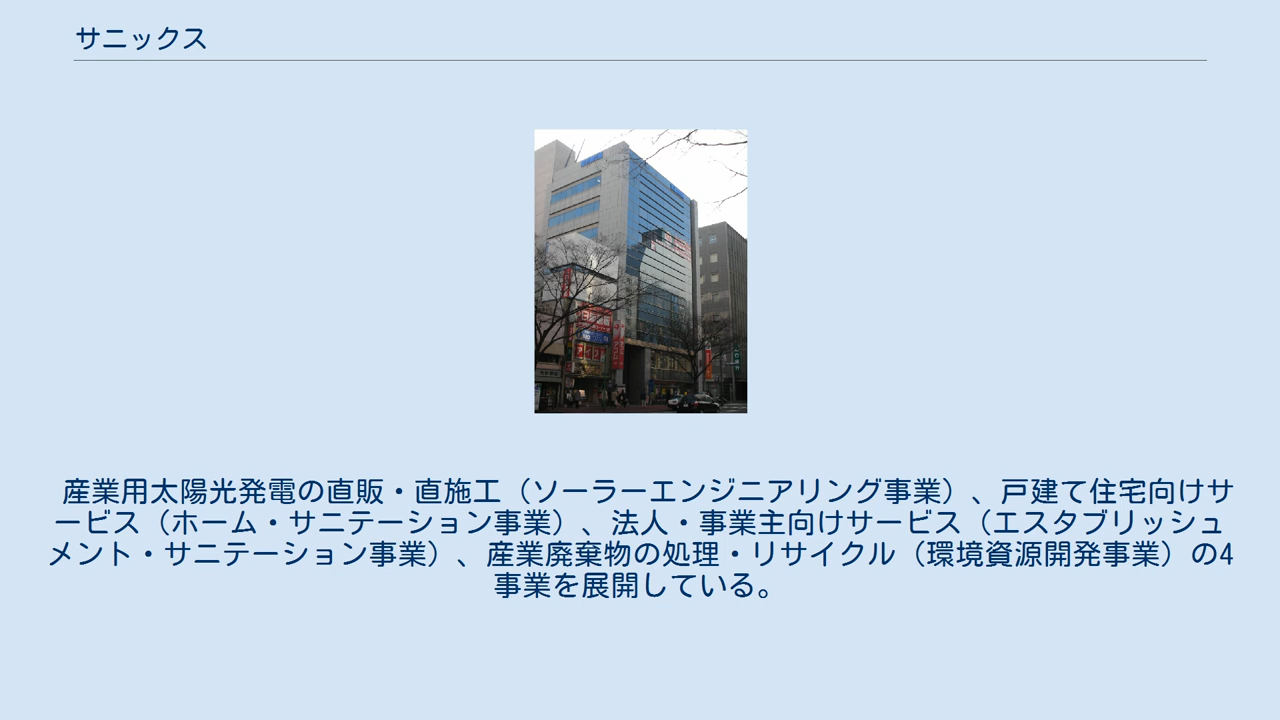 サニックス
産業用太陽光発電の直販・直施工（ソーラーエンジニアリング事業）、戸建て住宅向けサ
ービス（ホーム・サニテーション事業）、法人・事業主向けサービス（エスタブリッシュ
メント・サニテーション事業）、産業廃棄物の処理・リサイクル（環境資源開発事業）の4
事業を展開している。